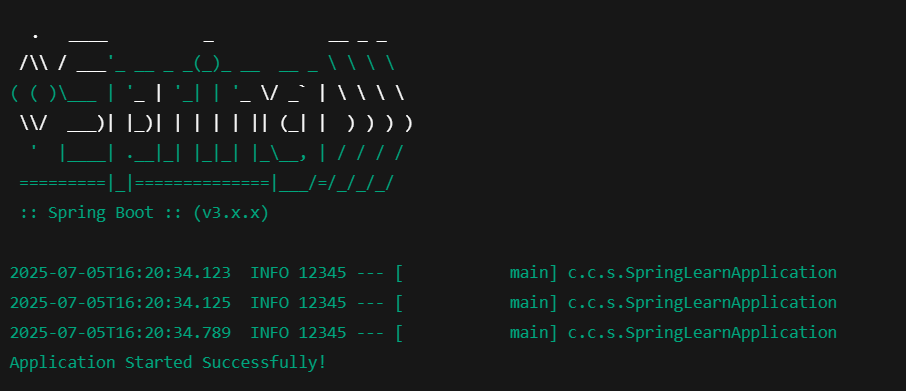 .   ____          _            __ _ _
 /\\ / ___'_ __ _ _(_)_ __  __ _ \ \ \ \
( ( )\___ | '_ | '_| | '_ \/ _` | \ \ \ \
 \\/  ___)| |_)| | | | | || (_| |  ) ) ) )
  '  |____| .__|_| |_|_| |_\__, | / / / /
 =========|_|==============|___/=/_/_/_/
 :: Spring Boot :: (v3.x.x)

2025-07-05T16:20:34.123  INFO 12345 --- [           main] c.c.s.SpringLearnApplication
2025-07-05T16:20:34.125  INFO 12345 --- [           main] c.c.s.SpringLearnApplication
2025-07-05T16:20:34.789  INFO 12345 --- [           main] c.c.s.SpringLearnApplication
Application Started Successfully!